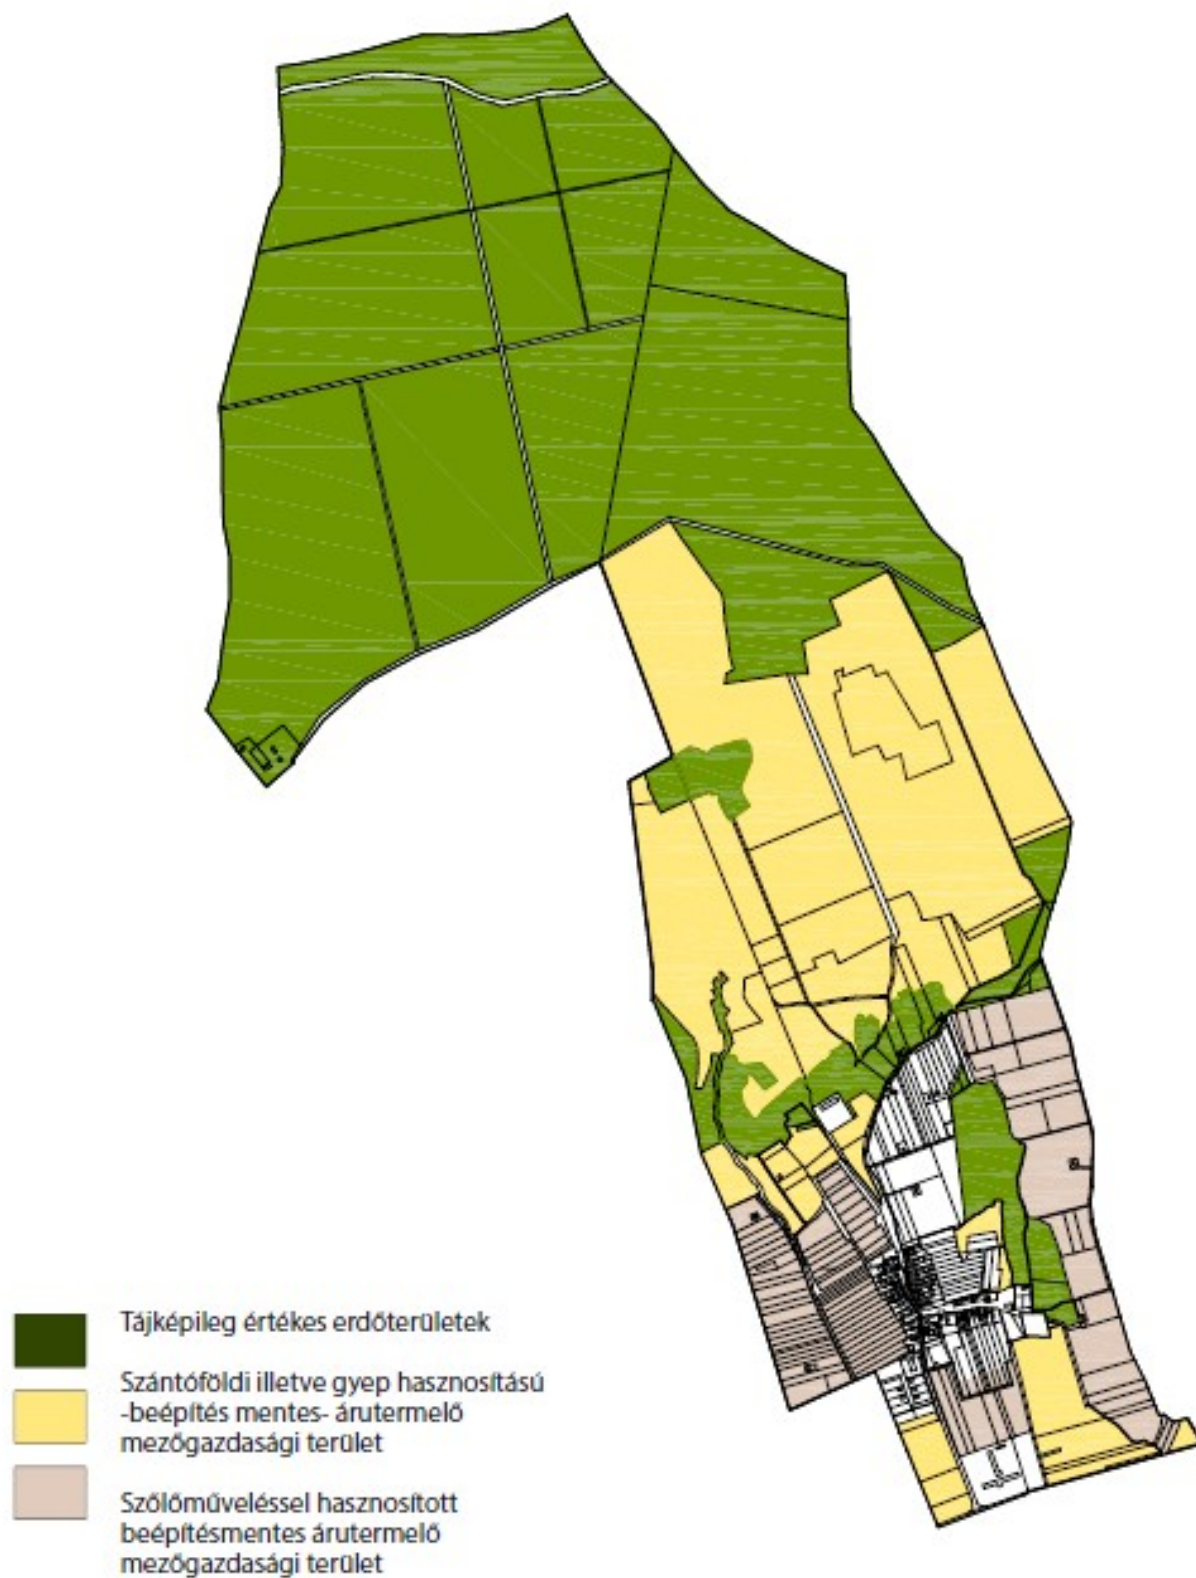 Tájképileg értékes erdőterületek
Szántóföldi illetve gyep hasznosítású
-beépítés mentes- árutermelő
mezőgazdasági terület
Szőlőműveléssel hasznosított
beépítésmentes árutermelő
mezőgazdasági terület